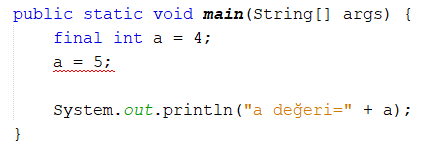 public static void main(String[] args) {
    final int a = 4;
    a = 5;
    System.out.println("a değeri=" + a);
}